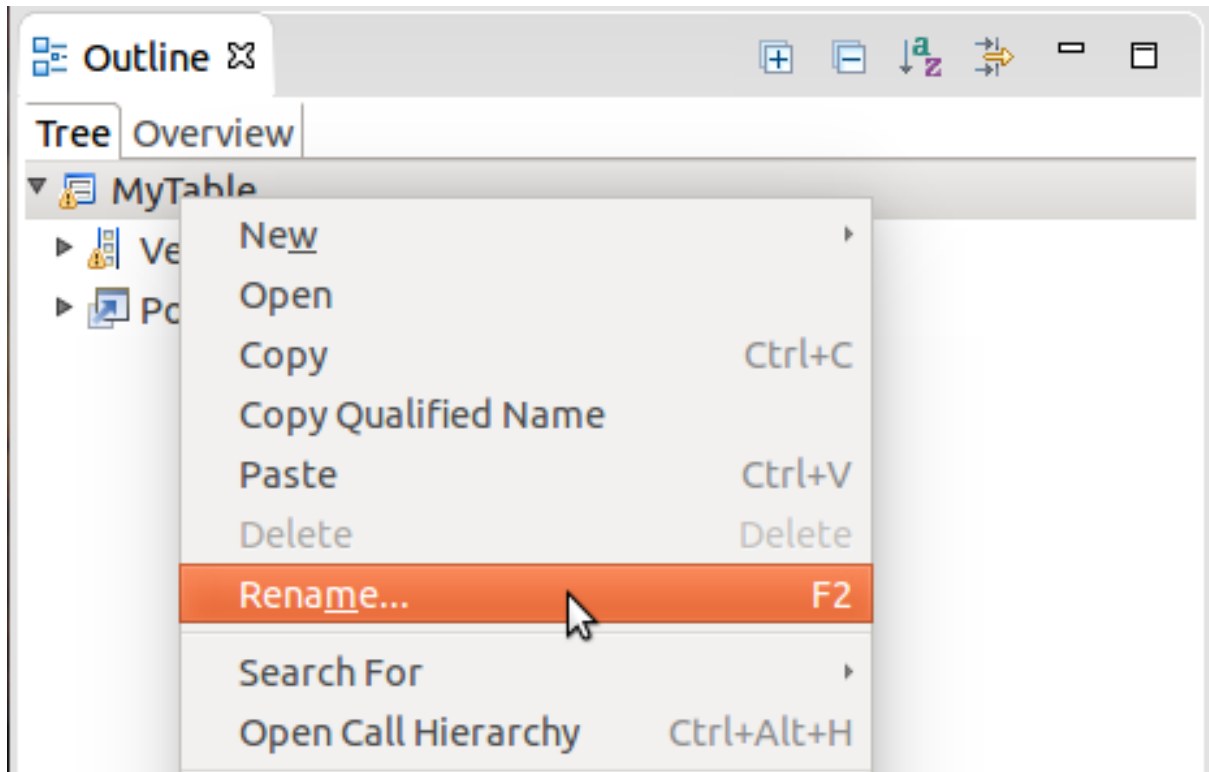 Outline
Tree Overview
MyTable
New
Open
Copy Ctrl+C
Copy Qualified Name
Paste Ctrl+V
Delete Delete
Rename... F2
Search For
Open Call Hierarchy Ctrl+Alt+H